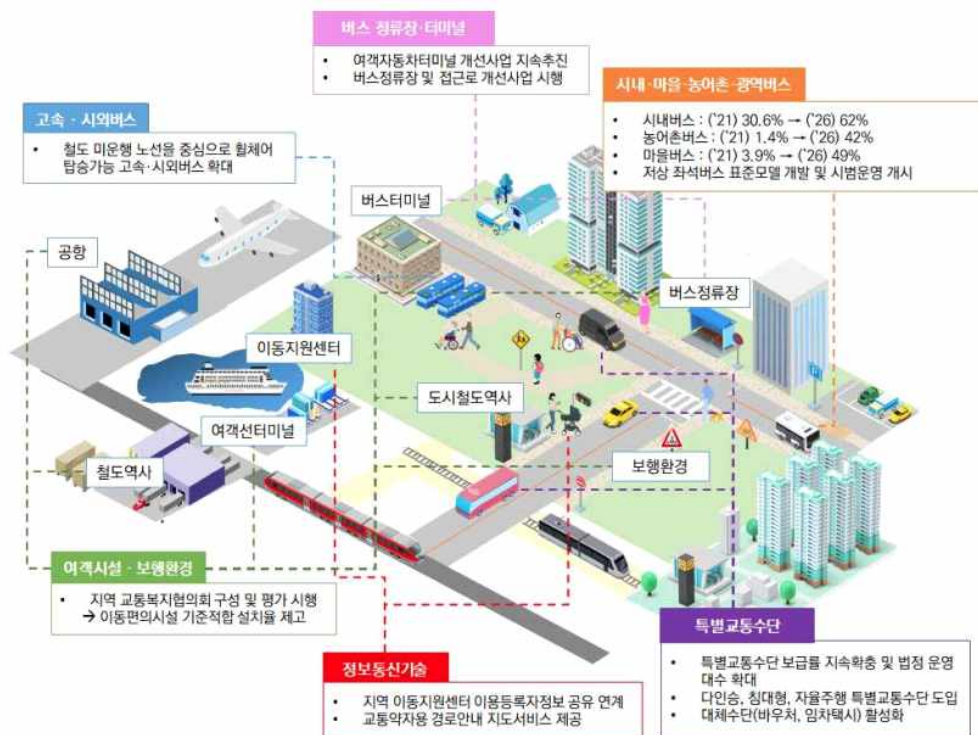 버스 정류장·터미널
• 여객자동차터미널 개선사업 지속추진
• 버스정류장 및 접근로 개선사업 시행
시내·마을·농어촌·광역버스
• 시내버스 : ('21) 30.6% → ('26) 62%
• 농어촌버스 : ('21) 1.4% → ('26) 42%
• 마을버스 : ('21) 3.9% → ('26) 49%
• 저상 좌석버스 표준모델 개발 및 시범운영 개시
고속·시외버스
• 철도 미운행 노선을 중심으로 휠체어
탑승가능 고속·시외버스 확대
버스터미널
공항
버스정류장
이동지원센터
도시철도역사
여객선터미널
보행환경
철도역사
여객시설·보행환경
• 지역 교통복지협의회 구성 및 평가 시행
→ 이동편의시설 기준적합 설치율 제고
정보통신기술
• 지역 이동지원센터 이용등록자정보 공유 연계
• 교통약자용 경로안내 지도서비스 제공
특별교통수단
• 특별교통수단 보급률 지속확충 및 법정 운영
대수 확대
• 다인승, 침대형, 자율주행 특별교통수단 도입
• 대체수단(바우처, 임차택시) 활성화